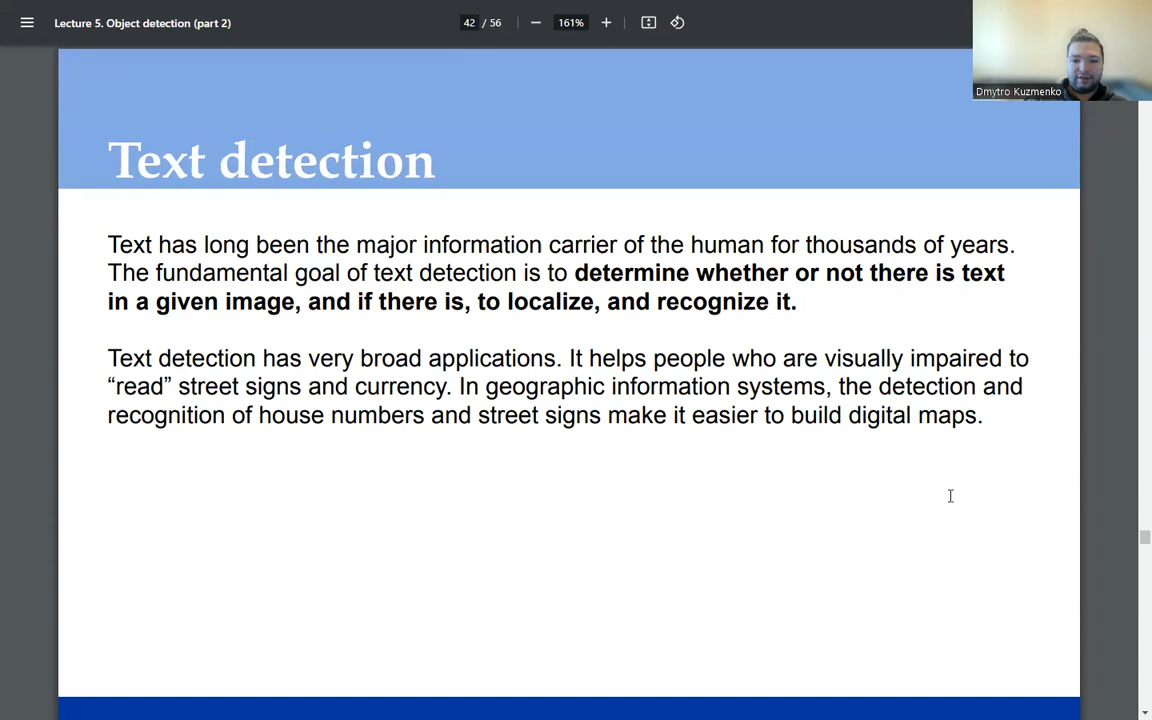 Lecture 5. Object detection (part 2)
42 / 56
161%
Dmytro Kuzmenko
Text detection
Text has long been the major information carrier of the human for thousands of years.
The fundamental goal of text detection is to determine whether or not there is text
in a given image, and if there is, to localize, and recognize it.
Text detection has very broad applications. It helps people who are visually impaired to
“read” street signs and currency. In geographic information systems, the detection and
recognition of house numbers and street signs make it easier to build digital maps.